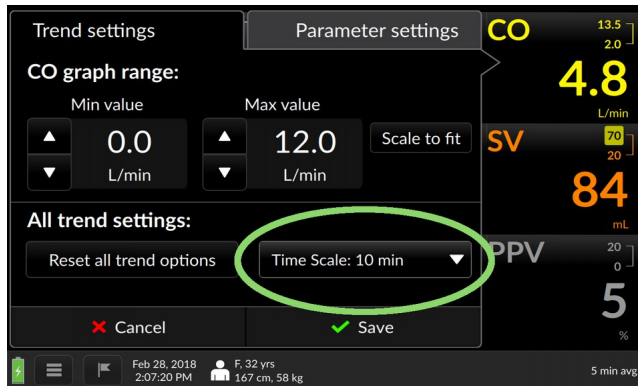 Trend settings
Parameter settings
CO graph range:
Min value
Max value
0.0
L/min
12.0
L/min
Scale to fit
All trend settings:
Reset all trend options
Time Scale: 10 min
Cancel
Save
CO
13.5
2.0
4.8
L/min
SV
70
20
84
mL
PPV
20
0
5
%
Feb 28, 2018
2:07:20 PM
F, 32 yrs
167 cm, 58 kg
5 min avg